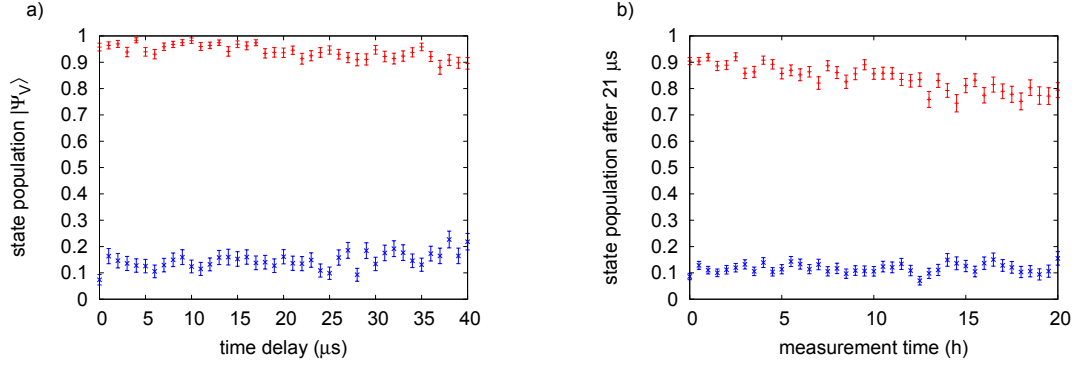 a)
state population |Ψ_V⟩
1
0.9
0.8
0.7
0.6
0.5
0.4
0.3
0.2
0.1
0
0 5 10 15 20 25 30 35 40
time delay (μs)
b)
state population after 21 μs
1
0.9
0.8
0.7
0.6
0.5
0.4
0.3
0.2
0.1
0
0 5 10 15 20
measurement time (h)